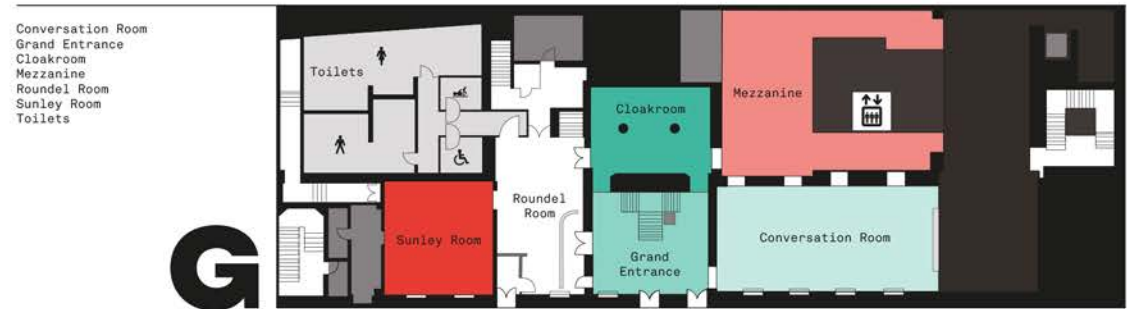 Conversation Room
Grand Entrance
Cloakroom
Mezzanine
Roundel Room
Sunley Room
Toilets
G
Toilets
Cloakroom
Mezzanine
Roundel
Room
Sunley Room
Grand
Entrance
Conversation Room